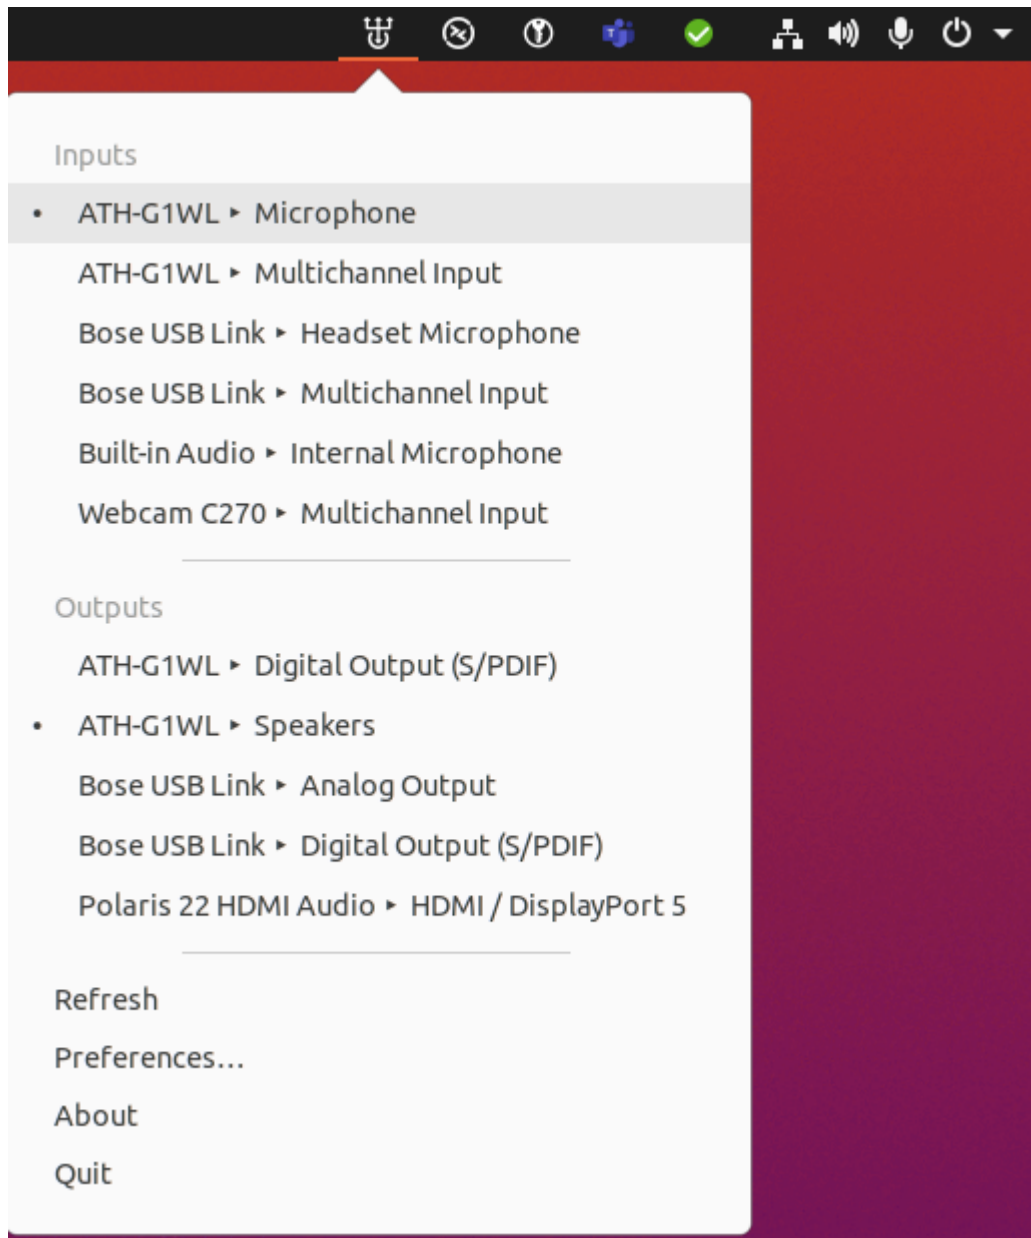 Inputs
• ATH-G1WL ‣ Microphone
ATH-G1WL ‣ Multichannel Input
Bose USB Link ‣ Headset Microphone
Bose USB Link ‣ Multichannel Input
Built-in Audio ‣ Internal Microphone
Webcam C270 ‣ Multichannel Input
Outputs
ATH-G1WL ‣ Digital Output (S/PDIF)
• ATH-G1WL ‣ Speakers
Bose USB Link ‣ Analog Output
Bose USB Link ‣ Digital Output (S/PDIF)
Polaris 22 HDMI Audio ‣ HDMI / DisplayPort 5
Refresh
Preferences…
About
Quit